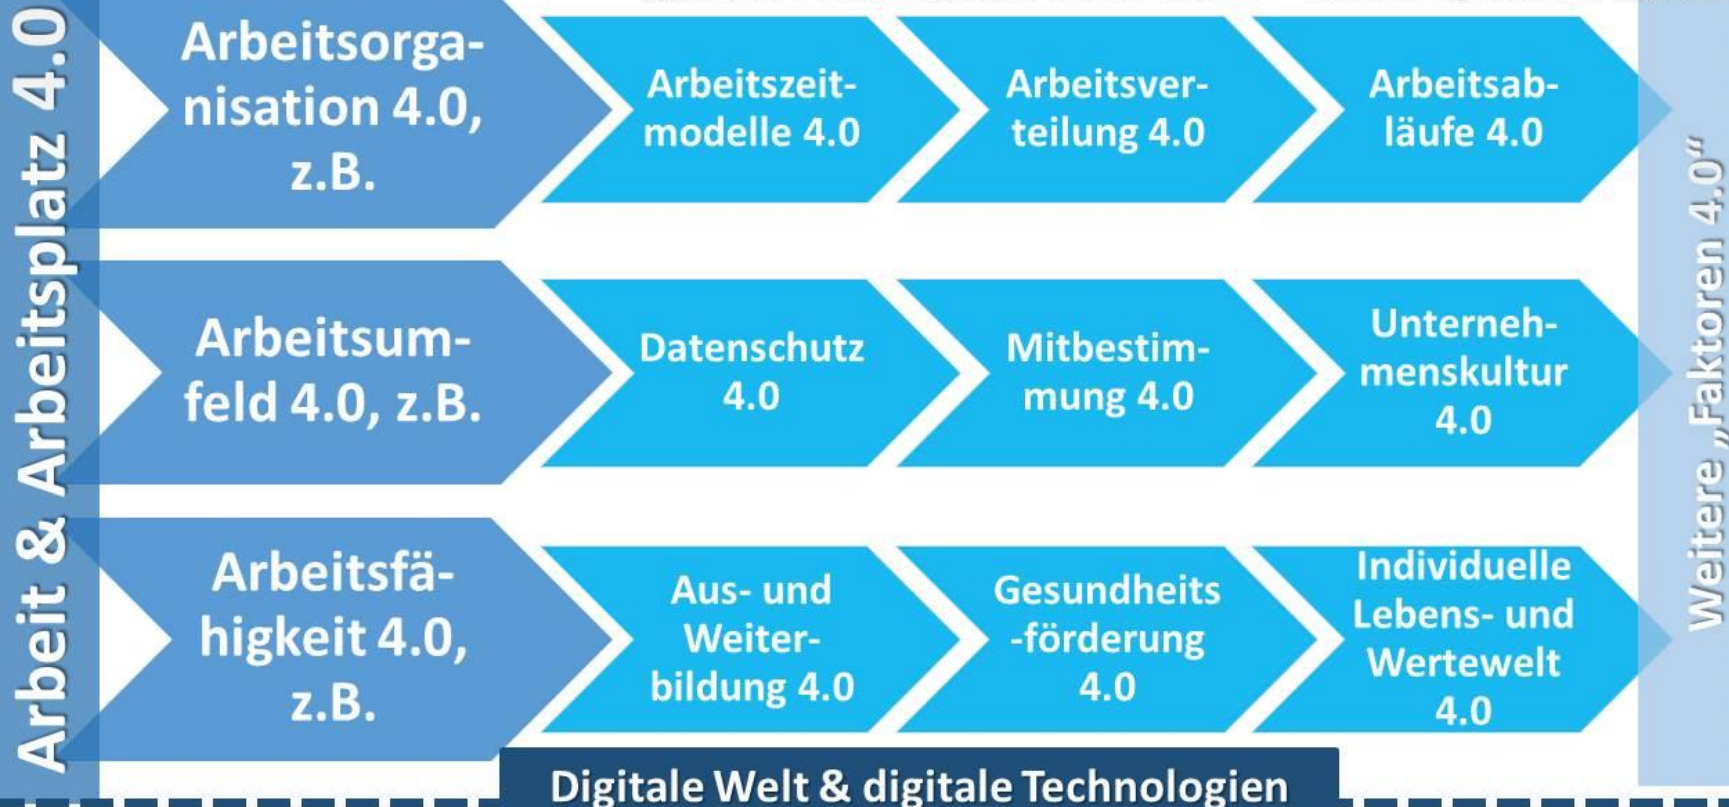 Arbeit & Arbeitsplatz 4.0
Arbeitsorga-
nisation 4.0,
z.B.
Arbeitszeit-
modelle 4.0
Arbeitsver-
teilung 4.0
Arbeitsab-
läufe 4.0
Arbeitsum-
feld 4.0, z.B.
Datenschutz
4.0
Mitbestim-
mung 4.0
Unterneh-
menskultur
4.0
Arbeitsfä-
higkeit 4.0,
z.B.
Aus- und
Weiter-
bildung 4.0
Gesundheits
-förderung
4.0
Individuelle
Lebens- und
Wertewelt
4.0
Weitere „Faktoren 4.0“
Digitale Welt & digitale Technologien